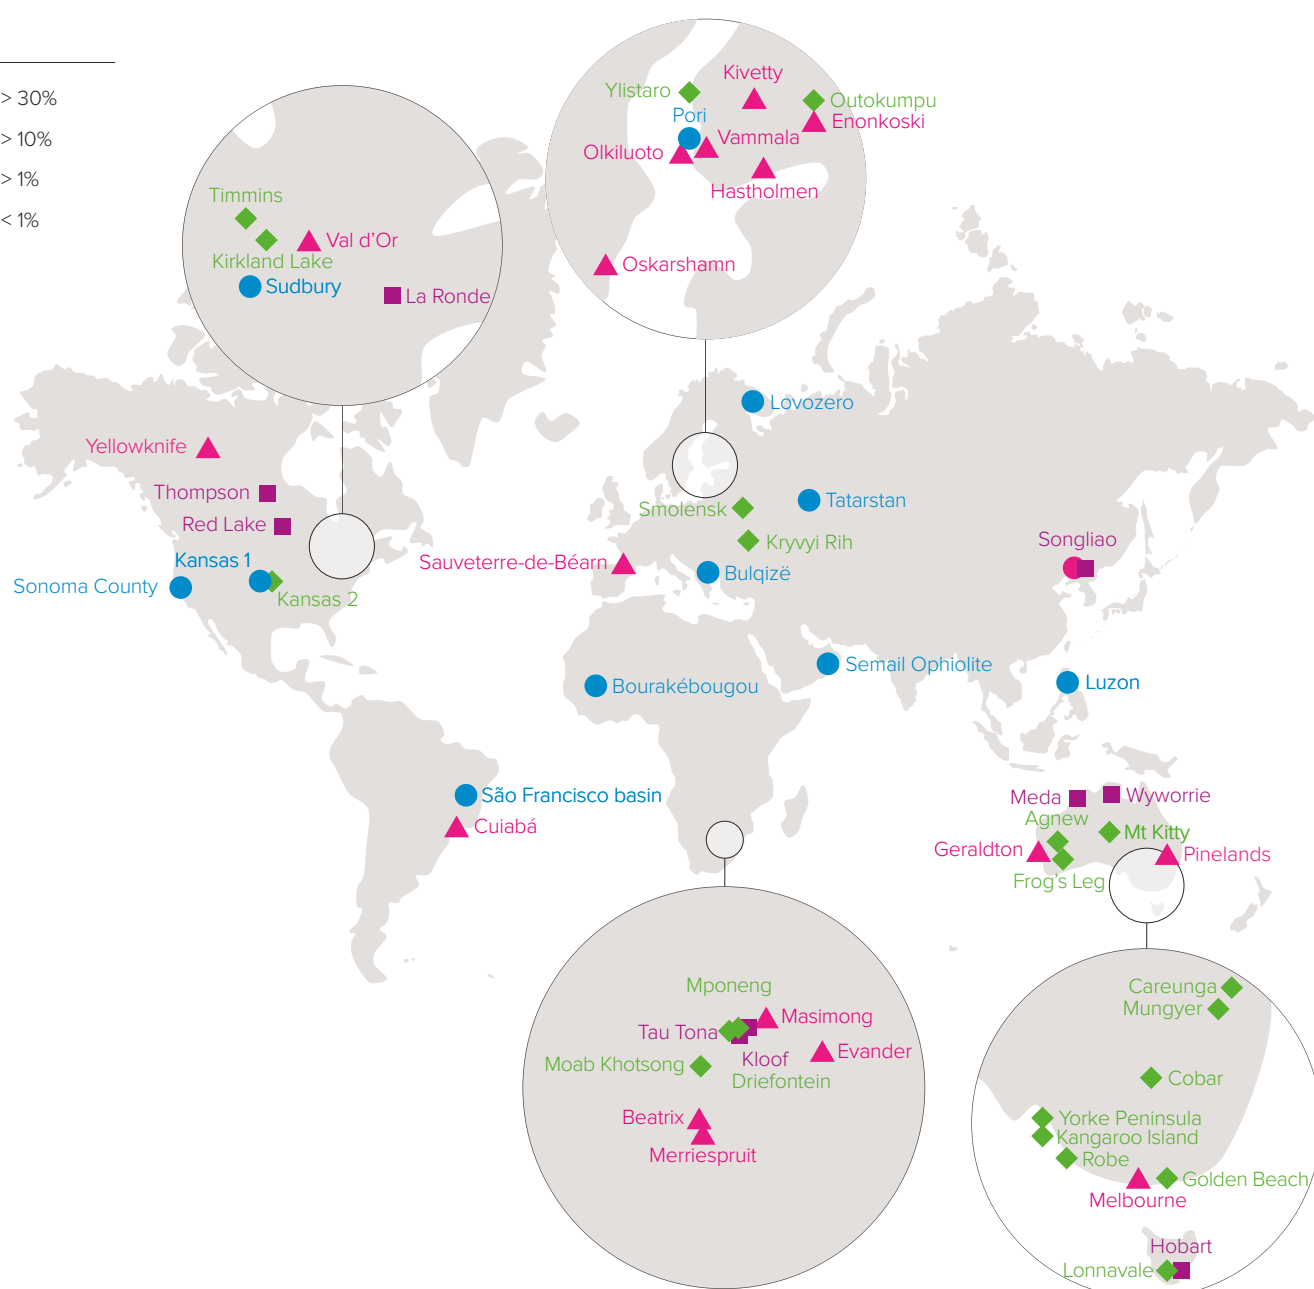 > 30%
> 10%
> 1%
< 1%
Timmins
Val d’Or
Kirkland Lake
Sudbury
La Ronde
Kivetty
Ylistaro
Outokumpu
Pori
Enonkoski
Vammala
Olkiluoto
Hastholmen
Oskarshamn
Lovozero
Yellowknife
Thompson
Red Lake
Kansas 1
Sonoma County
Kansas 2
Smolensk
Tatarstan
Kryvyi Rih
Sauveterre-de-Béarn
Bulqizë
Songliao
Semail Ophiolite
Bourakébougou
Luzon
São Francisco basin
Cuiabá
Meda
Wyworrie
Agnew
Mt Kitty
Geraldton
Pinelands
Frog’s Leg
Mponeng
Masimong
Tau Tona
Kloof
Evander
Moab Khotsong
Driefontein
Beatrix
Merriespruit
Careunga
Mungyer
Cobar
Yorke Peninsula
Kangaroo Island
Robe
Golden Beach
Melbourne
Hobart
Lonnavale